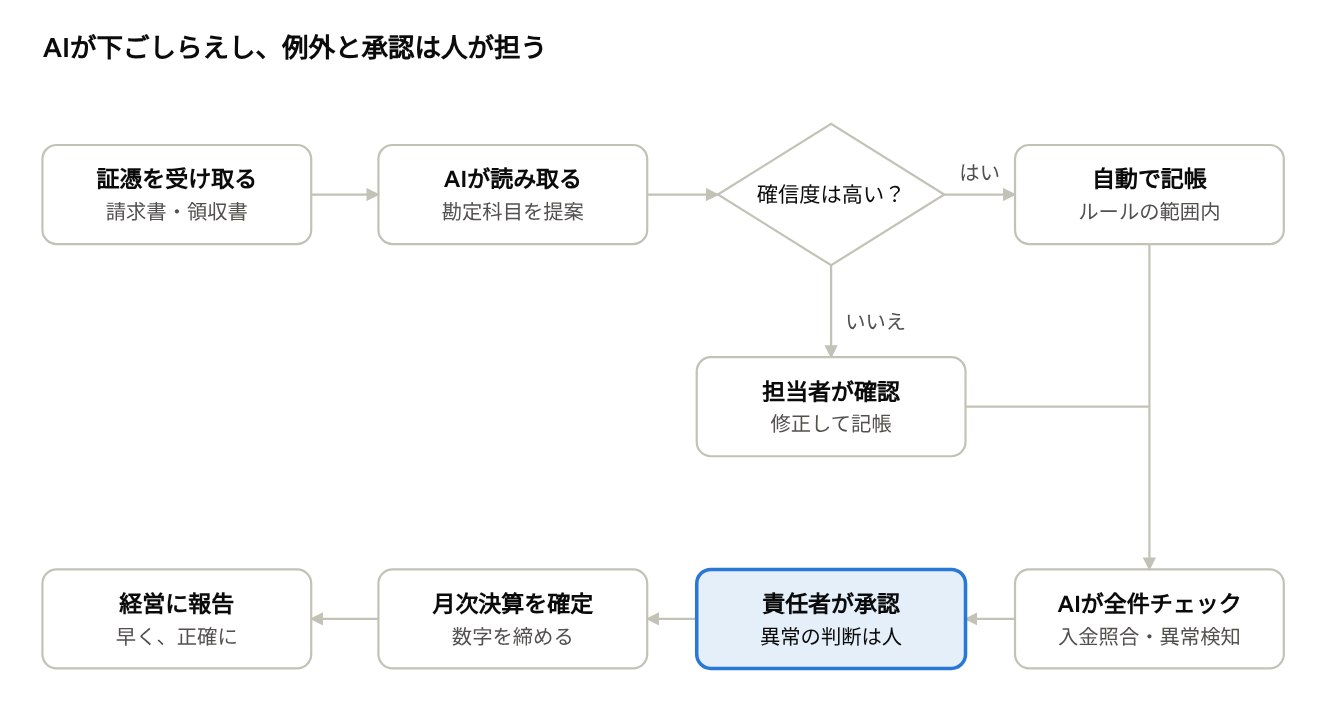 AIが下ごしらえし、例外と承認は人が担う
証憑を受け取る
請求書・領収書
AIが読み取る
勘定科目を提案
確信度は高い？
はい
自動で記帳
ルールの範囲内
いいえ
担当者が確認
修正して記帳
経営に報告
早く、正確に
月次決算を確定
数字を締める
責任者が承認
異常の判断は人
AIが全件チェック
入金照合・異常検知